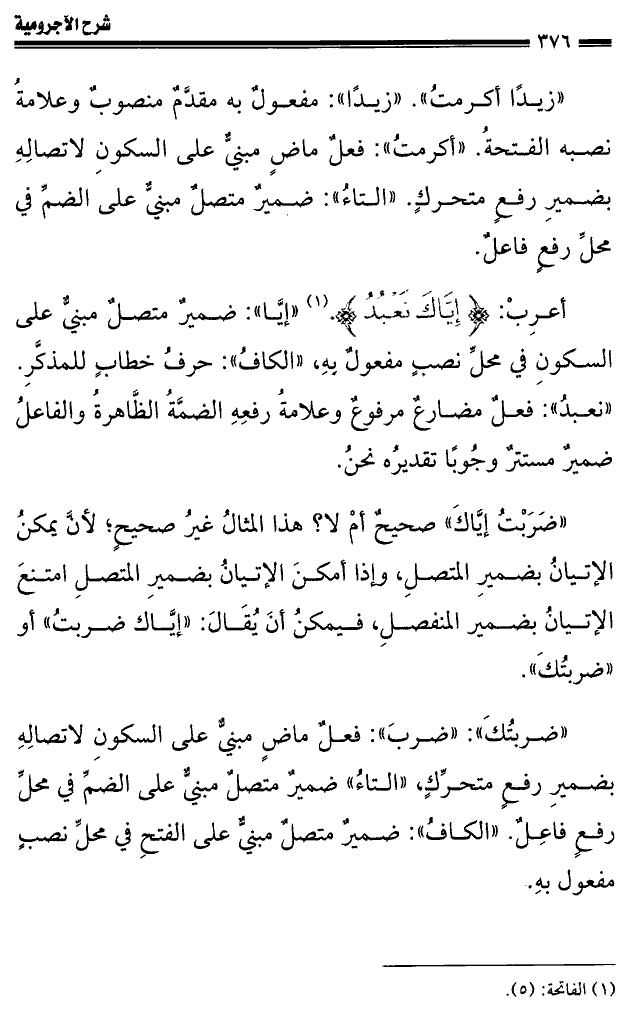 شرح الآجرومية
٣٧٦
«زيدًا أكرمتُ». «زيدًا»: مفعولٌ به مقدَّمٌ منصوبٌ وعلامةُ
نصبه الفتحةُ. «أكرمتُ»: فعلٌ ماضٍ مبنيٌّ على السكونِ لاتصالِهِ
بضميرِ رفعٍ متحركٍ. «التاءُ»: ضميرٌ متصلٌ مبنيٌّ على الضمِّ في
محلِّ رفعٍ فاعلٌ.
أعربْ: ﴿إِيَّاكَ نَعْبُدُ﴾.(١) «إيَّا»: ضميرٌ متصلٌ مبنيٌّ على
السكونِ في محلِّ نصبٍ مفعولٌ بِهِ، «الكافُ»: حرفُ خطابٍ للمذكَّرِ.
«نعبدُ»: فعلٌ مضارعٌ مرفوعٌ وعلامةُ رفعِهِ الضمَّةُ الظَّاهرةُ والفاعلُ
ضميرٌ مستترٌ وجُوبًا تقديرُه نحنُ.
«ضَرَبْتُ إيَّاكَ» صحيحٌ أمْ لا؟ هذا المثالُ غيرُ صحيحٍ؛ لأنَّ يمكنُ
الإتيانُ بضميرِ المتصلِ، وإذا أمكنَ الإتيانُ بضميرِ المتصلِ امتنعَ
الإتيانُ بضميرِ المنفصلِ، فيمكنُ أنَ يُقَالَ: «إيَّاك ضربتُ» أو
«ضربتُكَ».
«ضربتُكَ»: «ضربَ»: فعلٌ ماضٍ مبنيٌّ على السكونِ لاتصالِهِ
بضميرِ رفعٍ متحرِّكٍ، «التاءُ» ضميرٌ متصلٌ مبنيٌّ على الضمِّ في محلِّ
رفعٍ فاعِلٌ. «الكافُ»: ضميرٌ متصلٌ مبنيٌّ على الفتحِ في محلِّ نصبٍ
مفعول بهِ.
(١) الفاتحة: (٥).